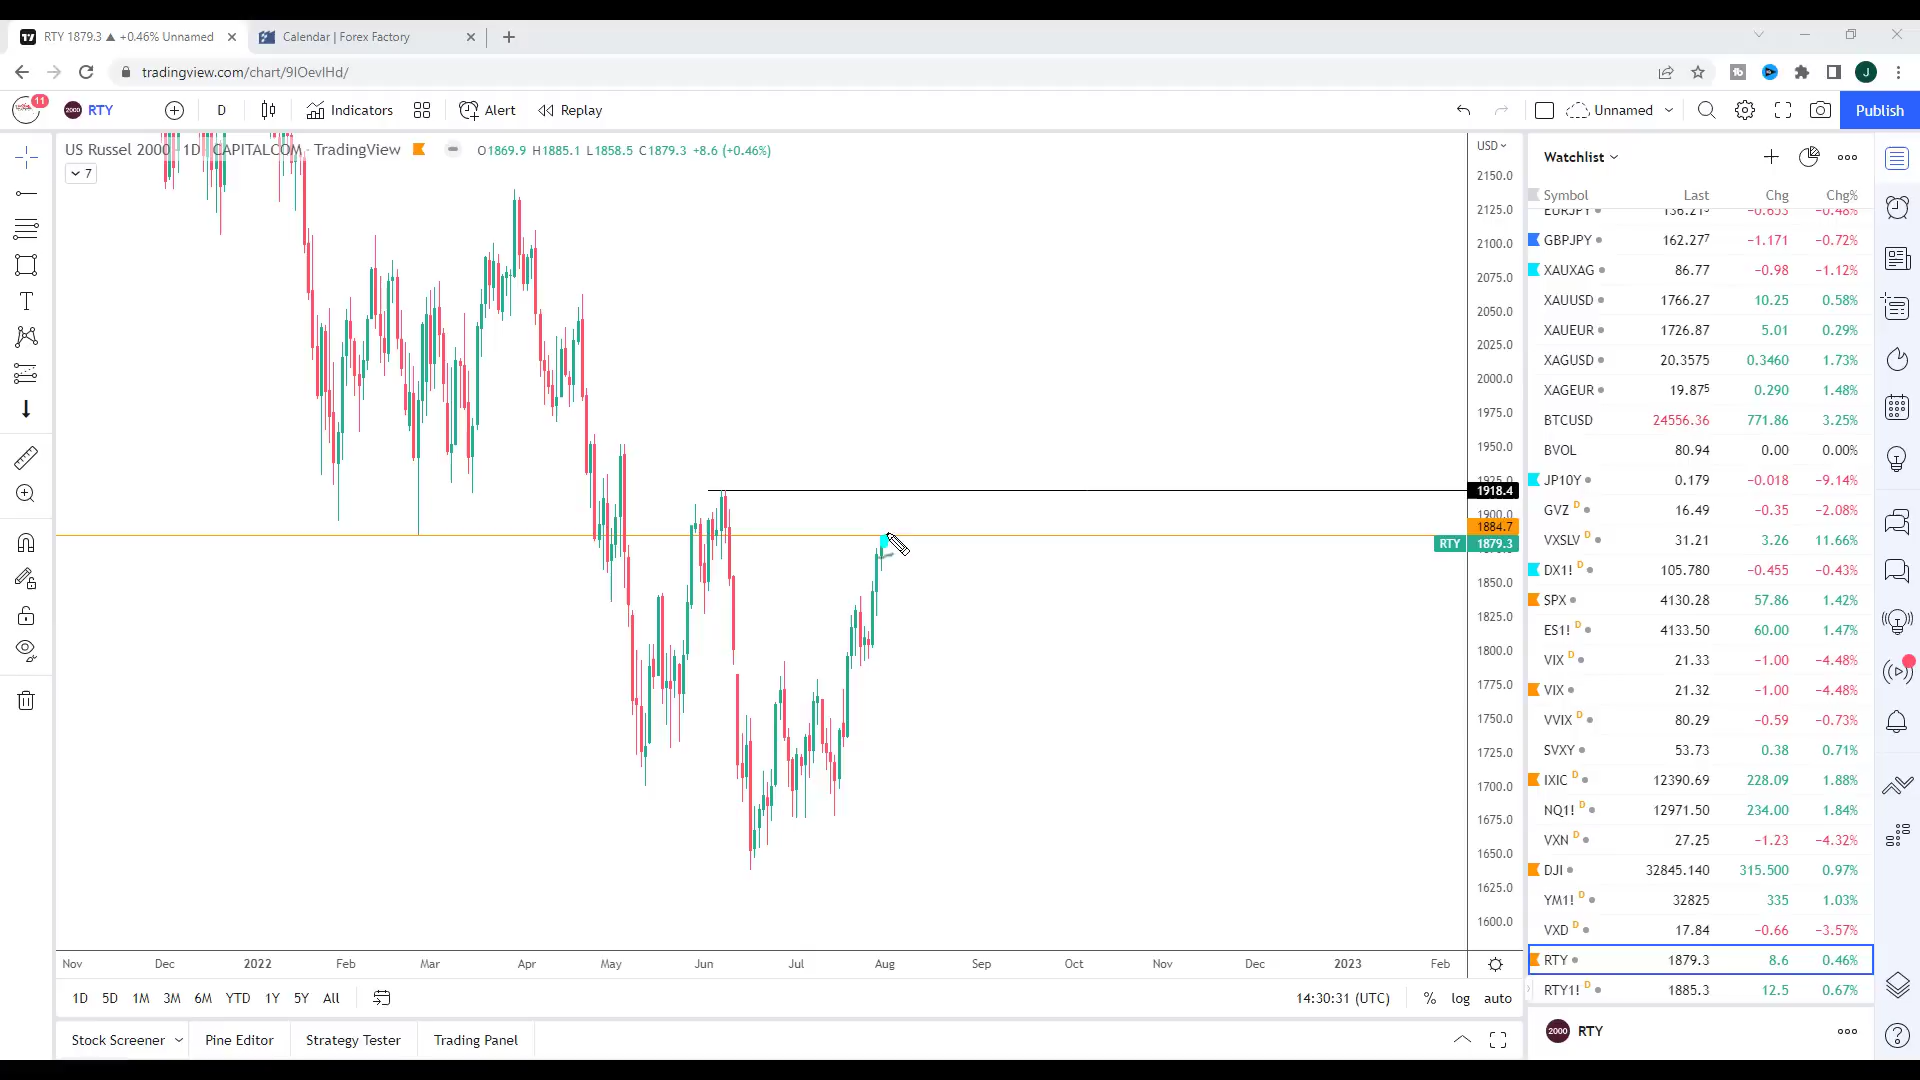 RTY 1879.3 ▲ +0.46% Unnamed
Calendar | Forex Factory
tradingview.com/chart/9IOevIHd/
J
11
2000 RTY
D
Indicators
Alert
Replay
Unnamed
Publish
US Russel 2000 · 1D · CAPITALCOM · TradingView
O1869.9 H1885.1 L1858.5 C1879.3 +8.6 (+0.46%)
7
USD
2150.0
2125.0
2100.0
2075.0
2050.0
2025.0
2000.0
1975.0
1950.0
1925.0
1918.4
1900.0
1884.7
RTY 1879.3
1850.0
1825.0
1800.0
1775.0
1750.0
1725.0
1700.0
1675.0
1650.0
1625.0
1600.0
Nov Dec 2022 Feb Mar Apr May Jun Jul Aug Sep Oct Nov Dec 2023 Feb
1D 5D 1M 3M 6M YTD 1Y 5Y All
14:30:31 (UTC) % log auto
Stock Screener Pine Editor Strategy Tester Trading Panel
Watchlist
Symbol Last Chg Chg%
EURJPY 136.215 −0.653 −0.48%
GBPJPY 162.277 −1.171 −0.72%
XAUXAG 86.77 −0.98 −1.12%
XAUUSD 1766.27 10.25 0.58%
XAUEUR 1726.87 5.01 0.29%
XAGUSD 20.3575 0.3460 1.73%
XAGEUR 19.875 0.290 1.48%
BTCUSD 24556.36 771.86 3.25%
BVOL 80.94 0.00 0.00%
JP10Y 0.179 −0.018 −9.14%
GVZ D 16.49 −0.35 −2.08%
VXSLV D 31.21 3.26 11.66%
DX1! D 105.780 −0.455 −0.43%
SPX 4130.28 57.86 1.42%
ES1! D 4133.50 60.00 1.47%
VIX D 21.33 −1.00 −4.48%
VIX 21.32 −1.00 −4.48%
VVIX D 80.29 −0.59 −0.73%
SVXY 53.73 0.38 0.71%
IXIC D 12390.69 228.09 1.88%
NQ1! D 12971.50 234.00 1.84%
VXN D 27.25 −1.23 −4.32%
DJI 32845.140 315.500 0.97%
YM1! D 32825 335 1.03%
VXD D 17.84 −0.66 −3.57%
RTY 1879.3 8.6 0.46%
RTY1! D 1885.3 12.5 0.67%
2000 RTY